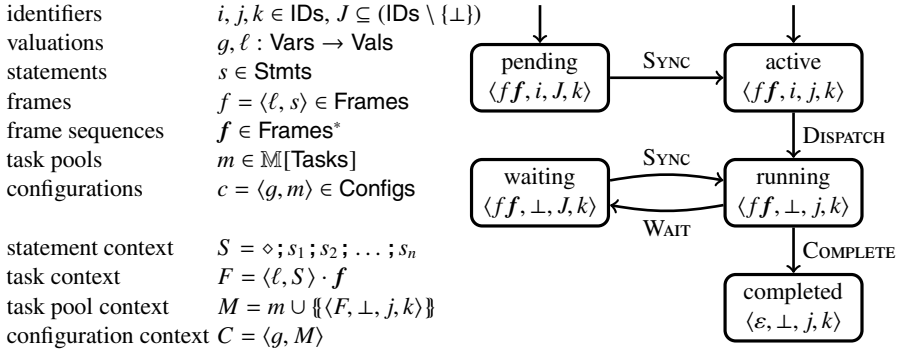 identifiers i, j, k ∈ IDs, J ⊆ (IDs \ {⊥})
valuations g, ℓ : Vars → Vals
statements s ∈ Stmts
frames f = ⟨ℓ, s⟩ ∈ Frames
frame sequences f ∈ Frames*
task pools m ∈ 𝕄[Tasks]
configurations c = ⟨g, m⟩ ∈ Configs
statement context S = ⋄ ; s₁ ; s₂ ; … ; sₙ
task context F = ⟨ℓ, S⟩ · f
task pool context M = m ∪ {{⟨F, ⊥, j, k⟩}}
configuration context C = ⟨g, M⟩
pending
⟨ff, i, J, k⟩
Sync
active
⟨ff, i, j, k⟩
Dispatch
waiting
⟨ff, ⊥, J, k⟩
Sync
Wait
running
⟨ff, ⊥, j, k⟩
Complete
completed
⟨ε, ⊥, j, k⟩